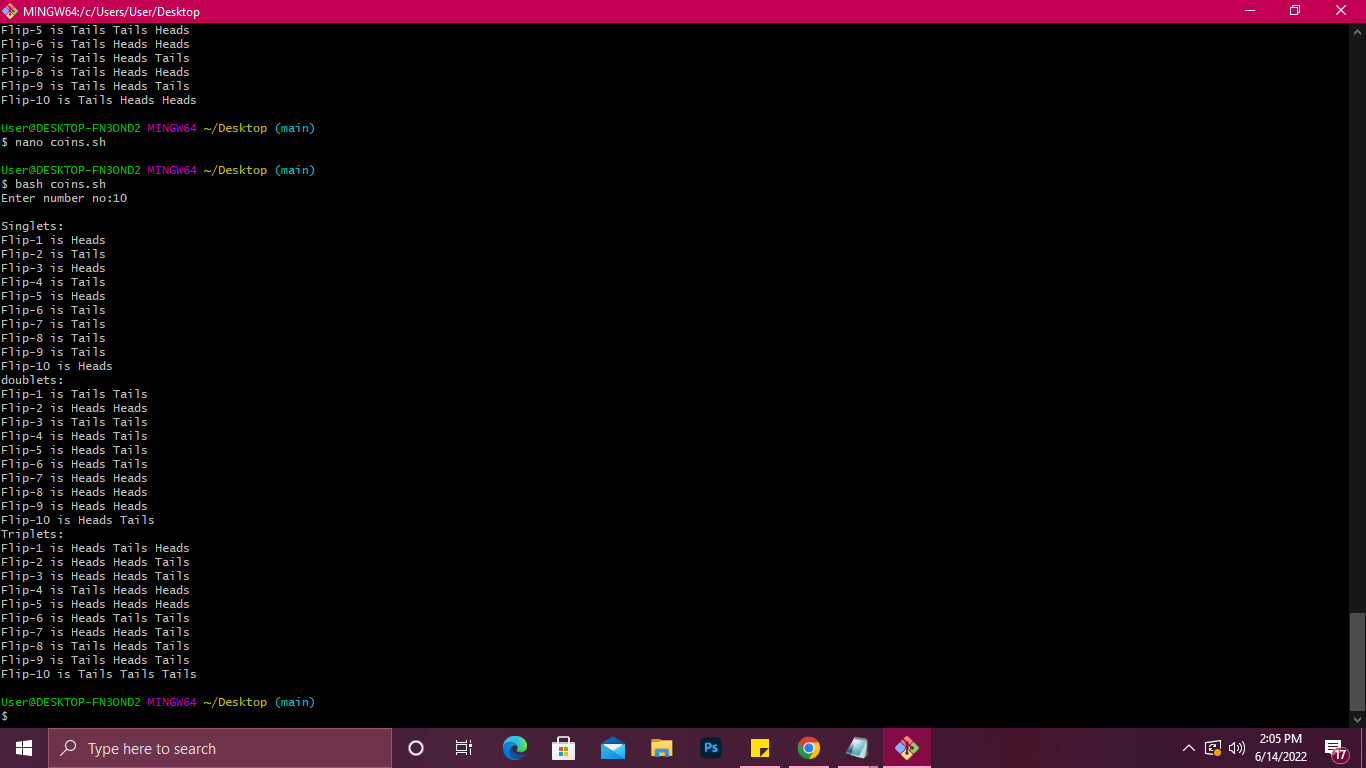 MINGW64:/c/Users/User/Desktop
Flip-5 is Tails Tails Heads
Flip-6 is Tails Heads Heads
Flip-7 is Tails Heads Tails
Flip-8 is Tails Heads Heads
Flip-9 is Tails Heads Tails
Flip-10 is Tails Heads Heads
User@DESKTOP-FN3OND2 MINGW64 ~/Desktop (main)
$ nano coins.sh
User@DESKTOP-FN3OND2 MINGW64 ~/Desktop (main)
$ bash coins.sh
Enter number no:10
Singlets:
Flip-1 is Heads
Flip-2 is Tails
Flip-3 is Heads
Flip-4 is Tails
Flip-5 is Heads
Flip-6 is Tails
Flip-7 is Tails
Flip-8 is Tails
Flip-9 is Tails
Flip-10 is Heads
doublets:
Flip-1 is Tails Tails
Flip-2 is Heads Heads
Flip-3 is Tails Tails
Flip-4 is Heads Tails
Flip-5 is Heads Tails
Flip-6 is Heads Tails
Flip-7 is Heads Heads
Flip-8 is Heads Heads
Flip-9 is Heads Heads
Flip-10 is Heads Tails
Triplets:
Flip-1 is Heads Tails Heads
Flip-2 is Heads Heads Tails
Flip-3 is Heads Heads Tails
Flip-4 is Tails Heads Heads
Flip-5 is Heads Heads Heads
Flip-6 is Heads Tails Tails
Flip-7 is Heads Heads Tails
Flip-8 is Tails Heads Tails
Flip-9 is Tails Heads Tails
Flip-10 is Tails Tails Tails
User@DESKTOP-FN3OND2 MINGW64 ~/Desktop (main)
$
Type here to search
Ps
2:05 PM
6/14/2022
17